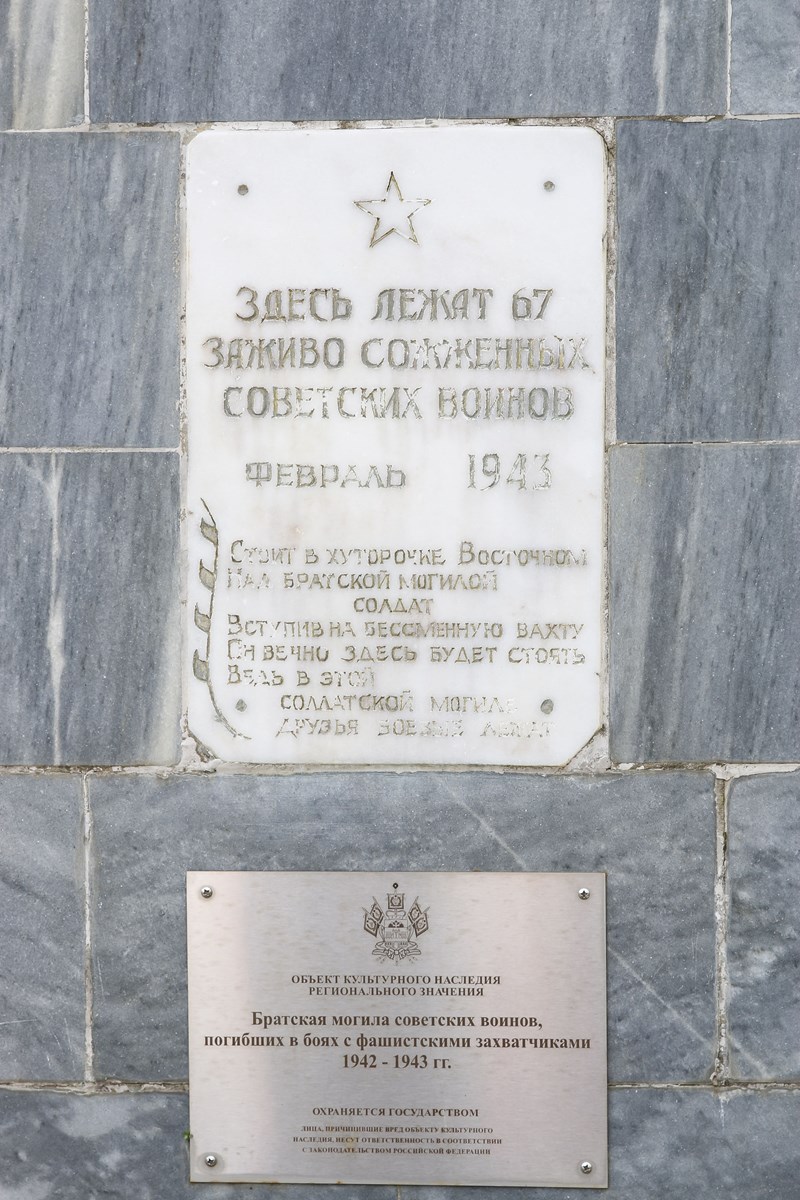 ЗДЕСЬ ЛЕЖАТ 67
ЗАЖИВО СОЖЖЕННЫХ
СОВЕТСКИХ ВОИНОВ
ФЕВРАЛЬ 1943
СТОИТ В ХУТОРОЧКЕ ВОСТОЧНОМ
НАД БРАТСКОЙ МОГИЛОЙ
СОЛДАТ
ВСТУПИВ НА БЕССМЕННУЮ ВАХТУ
ОН ВЕЧНО ЗДЕСЬ БУДЕТ СТОЯТЬ
ВЕДЬ В ЭТОЙ
СОЛДАТСКОЙ МОГИЛЕ
ДРУЗЬЯ БОЕВЫЕ ЛЕЖАТ
ОБЪЕКТ КУЛЬТУРНОГО НАСЛЕДИЯ
РЕГИОНАЛЬНОГО ЗНАЧЕНИЯ
Братская могила советских воинов,
погибших в боях с фашистскими захватчиками
1942 - 1943 гг.
ОХРАНЯЕТСЯ ГОСУДАРСТВОМ
ЛИЦА, ПРИЧИНИВШИЕ ВРЕД ОБЪЕКТУ КУЛЬТУРНОГО
НАСЛЕДИЯ, НЕСУТ ОТВЕТСТВЕННОСТЬ В СООТВЕТСТВИИ
С ЗАКОНОДАТЕЛЬСТВОМ РОССИЙСКОЙ ФЕДЕРАЦИИ